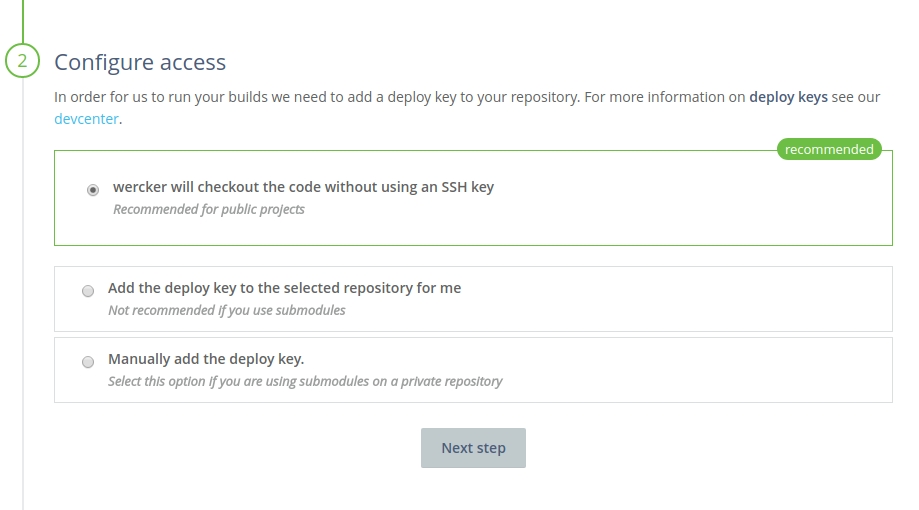 2
Configure access
In order for us to run your builds we need to add a deploy key to your repository. For more information on deploy keys see our
devcenter.
recommended
wercker will checkout the code without using an SSH key
Recommended for public projects
Add the deploy key to the selected repository for me
Not recommended if you use submodules
Manually add the deploy key.
Select this option if you are using submodules on a private repository
Next step